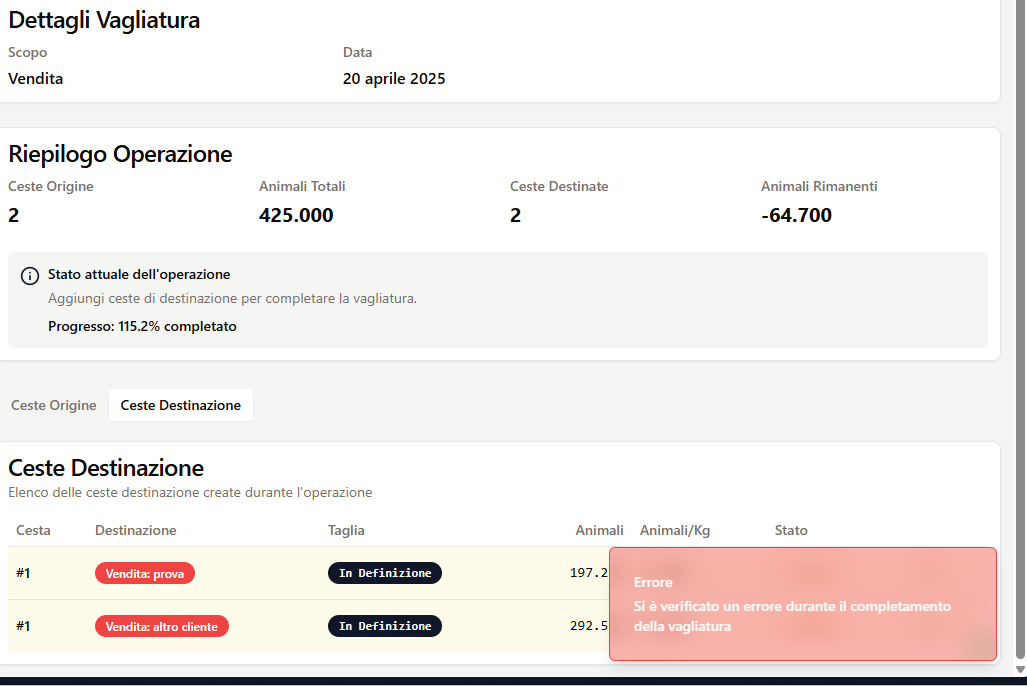 Dettagli Vagliatura
Scopo Data
Vendita 20 aprile 2025
Riepilogo Operazione
Ceste Origine Animali Totali Ceste Destinate Animali Rimanenti
2 425.000 2 -64.700
Stato attuale dell'operazione
Aggiungi ceste di destinazione per completare la vagliatura.
Progresso: 115.2% completato
Ceste Origine Ceste Destinazione
Ceste Destinazione
Elenco delle ceste destinazione create durante l'operazione
Cesta Destinazione Taglia Animali Animali/Kg Stato
#1 Vendita: prova In Definizione 197.2
#1 Vendita: altro cliente In Definizione 292.5
Errore
Si è verificato un errore durante il completamento
della vagliatura